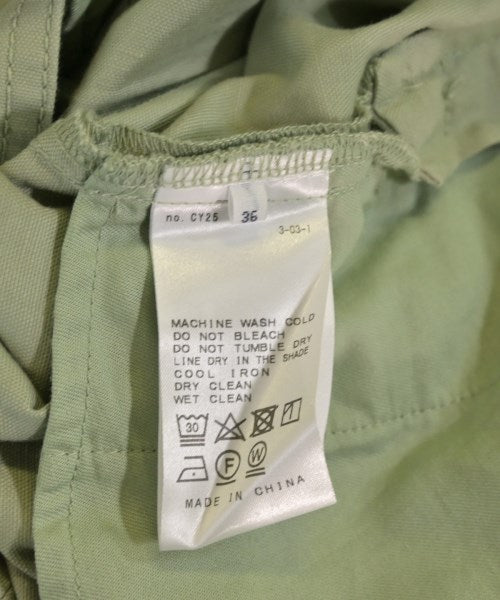 no. CY25 36
3-03-1
MACHINE WASH COLD
DO NOT BLEACH
DO NOT TUMBLE DRY
LINE DRY IN THE SHADE
COOL IRON
DRY CLEAN
WET CLEAN
30
F W
MADE IN CHINA